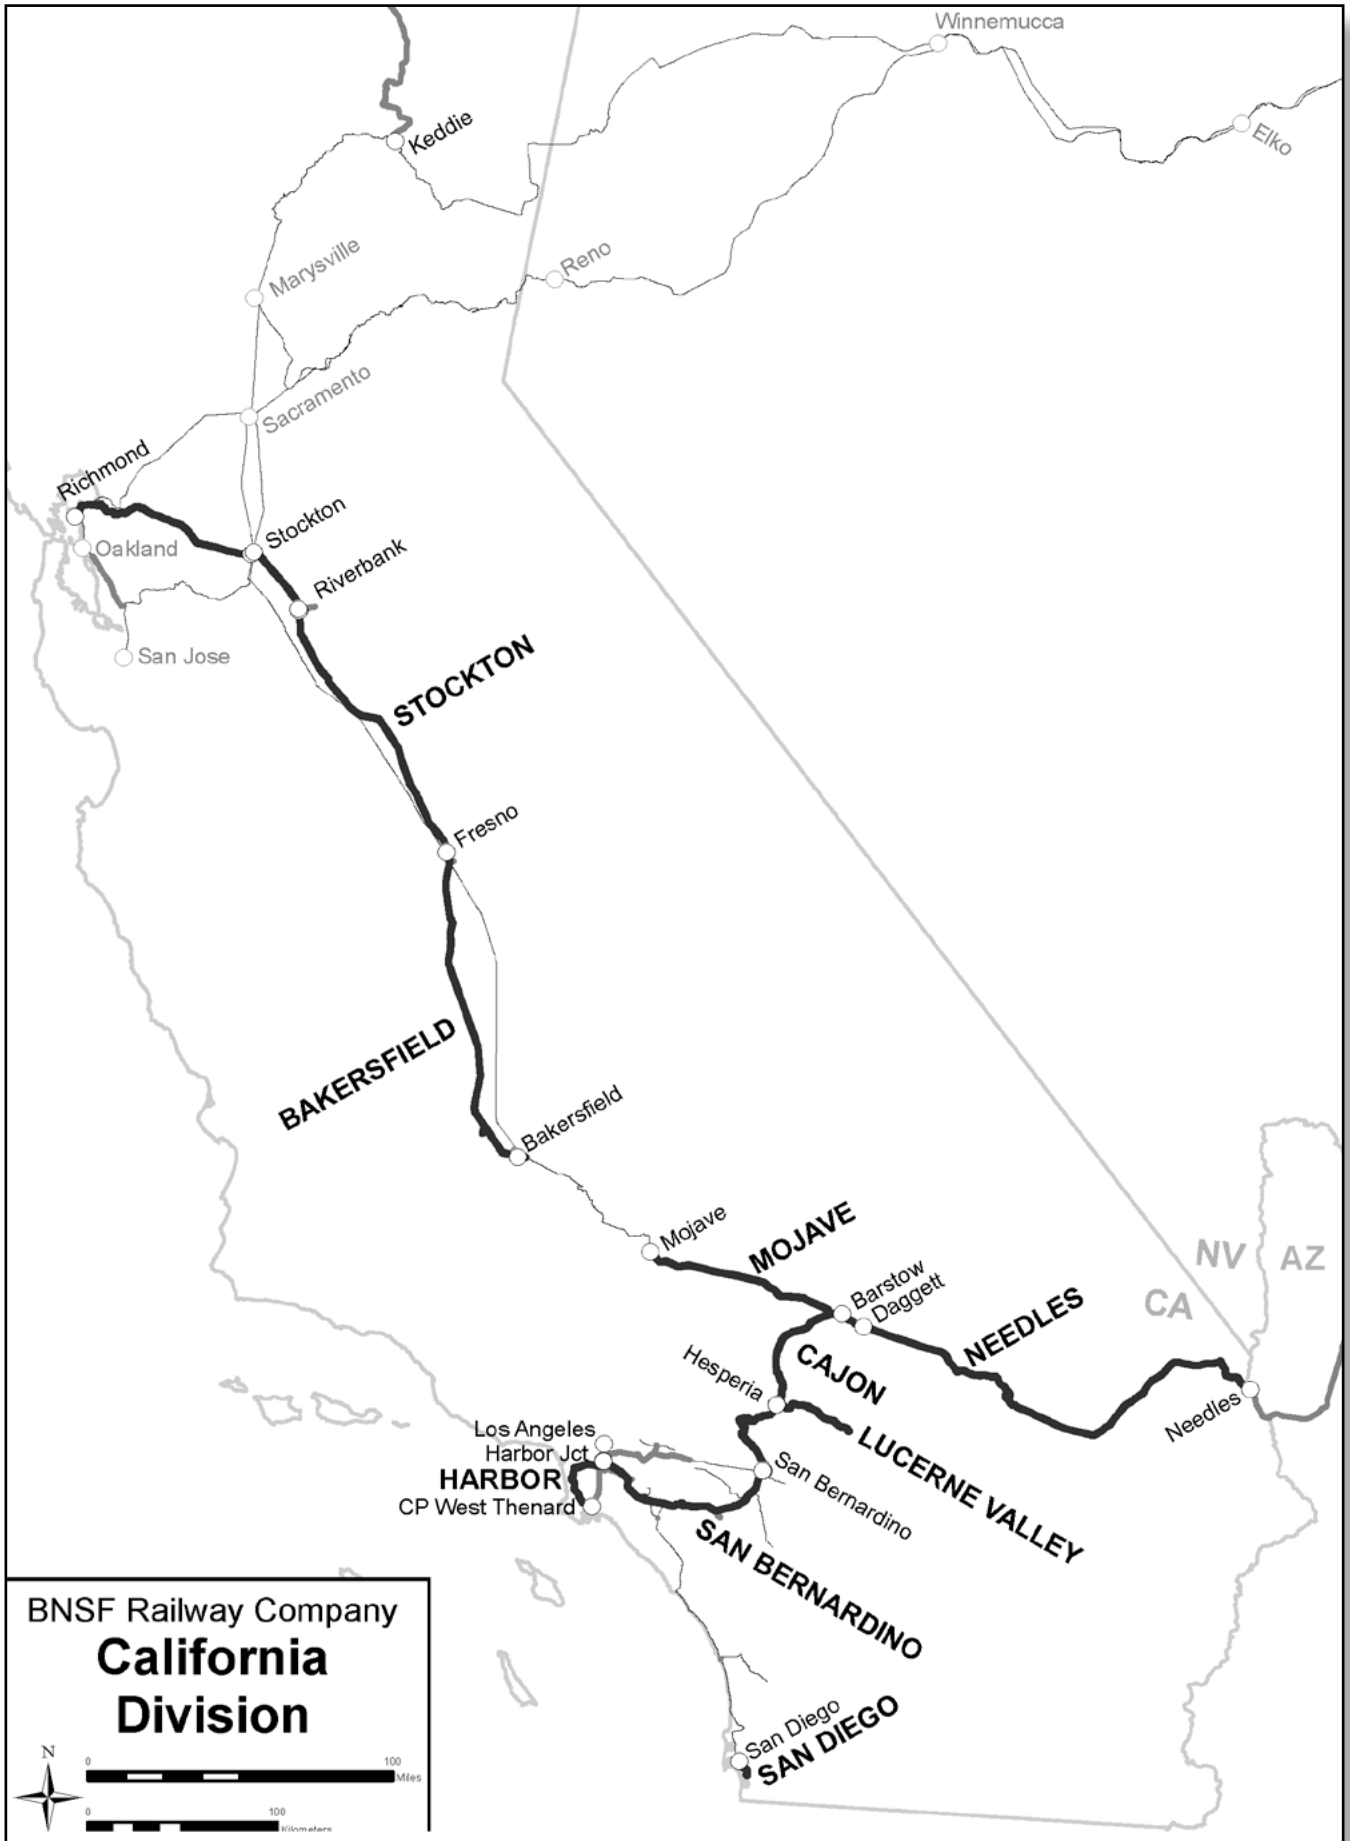 Winnemucca
Elko
Keddie
Marysville
Reno
Sacramento
Richmond
Stockton
Oakland
Riverbank
San Jose
STOCKTON
Fresno
BAKERSFIELD
Bakersfield
Mojave
MOJAVE
Barstow
Daggett
NEEDLES
NV
AZ
CA
Hesperia
CAJON
Needles
Los Angeles
Harbor Jct
HARBOR
CP West Thenard
LUCERNE VALLEY
San Bernardino
SAN BERNARDINO
San Diego
SAN DIEGO
BNSF Railway Company
California
Division
N
0 100
Miles
0 100
Kilometers